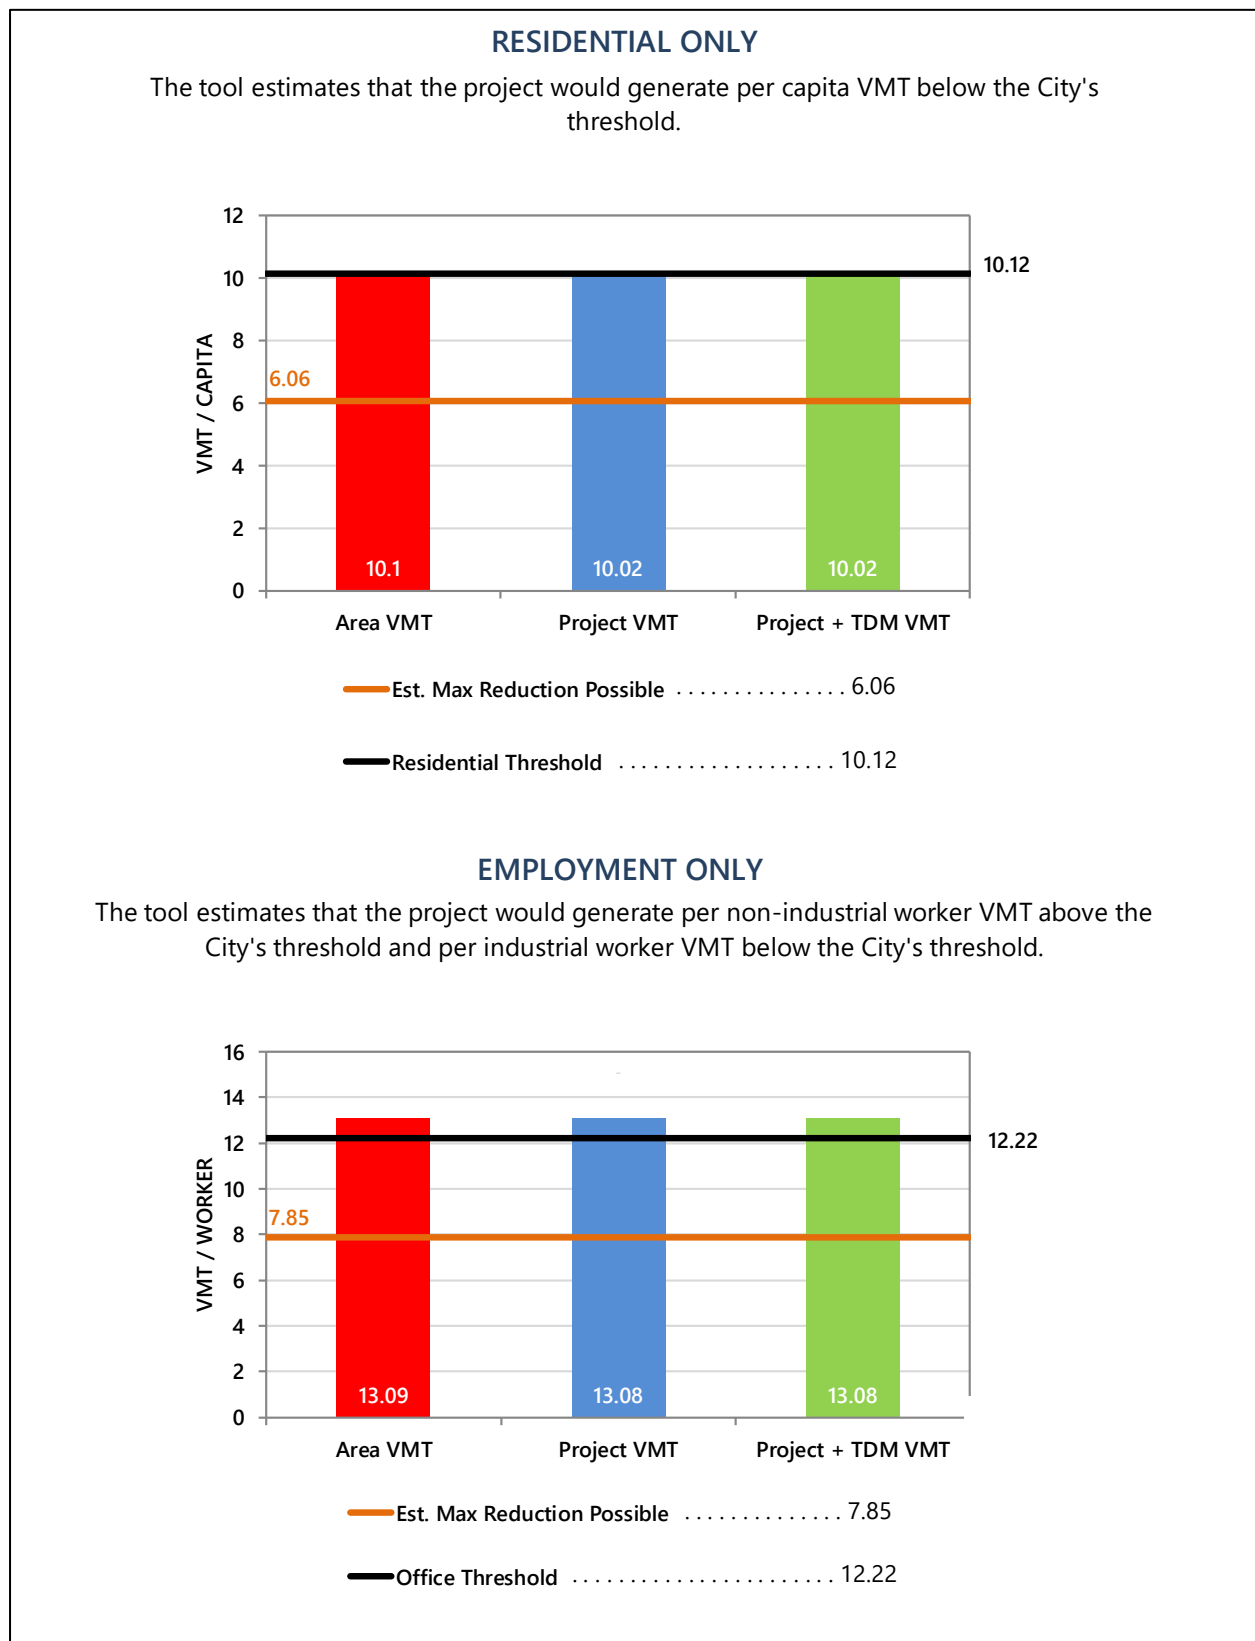 RESIDENTIAL ONLY
The tool estimates that the project would generate per capita VMT below the City's
threshold.
12
10
8
6
4
2
0
VMT / CAPITA
10.12
6.06
10.1
10.02
10.02
Area VMT
Project VMT
Project + TDM VMT
Est. Max Reduction Possible . . . . . . . . . . . . . . . 6.06
Residential Threshold . . . . . . . . . . . . . . . . . . . 10.12
EMPLOYMENT ONLY
The tool estimates that the project would generate per non-industrial worker VMT above the
City's threshold and per industrial worker VMT below the City's threshold.
16
14
12
10
8
6
4
2
0
VMT / WORKER
12.22
7.85
13.09
13.08
13.08
Area VMT
Project VMT
Project + TDM VMT
Est. Max Reduction Possible . . . . . . . . . . . . . . 7.85
Office Threshold . . . . . . . . . . . . . . . . . . . . . . . 12.22